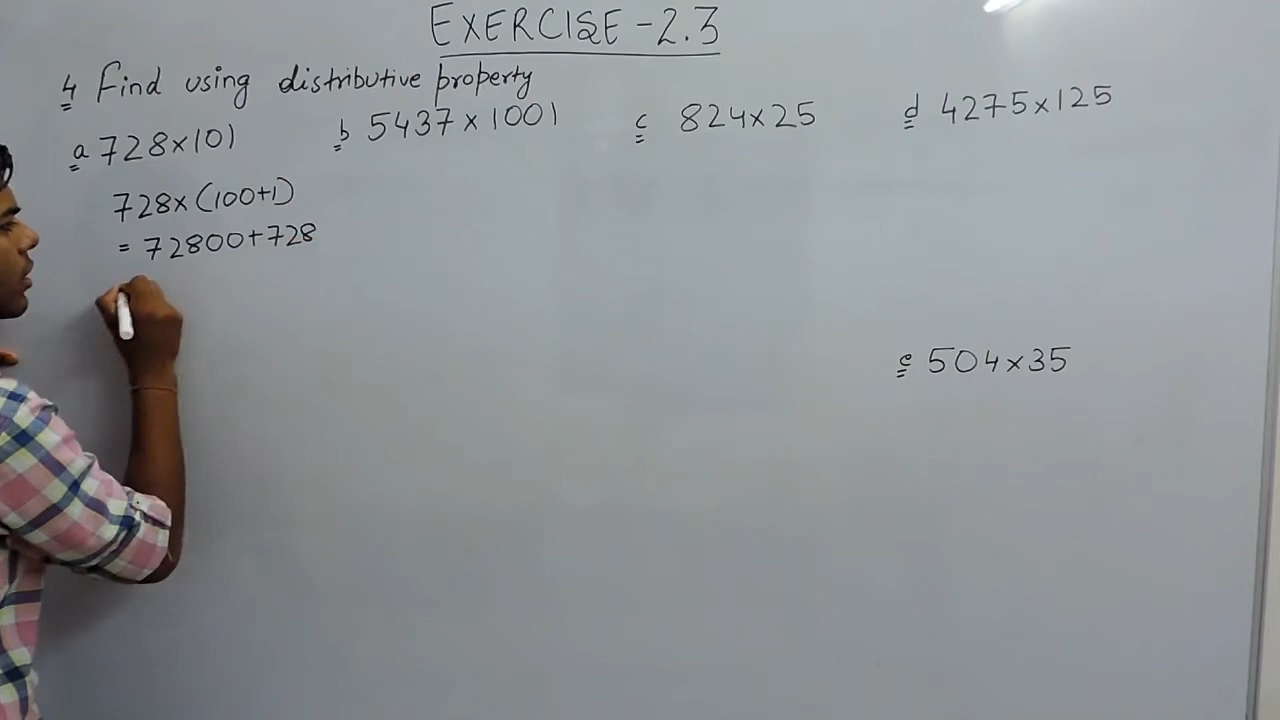 EXERCISE-2.3
4 Find using distributive property
a 728×101
728×(100+1)
= 72800+728
b 5437×1001
c 824×25
d 4275×125
e 504×35